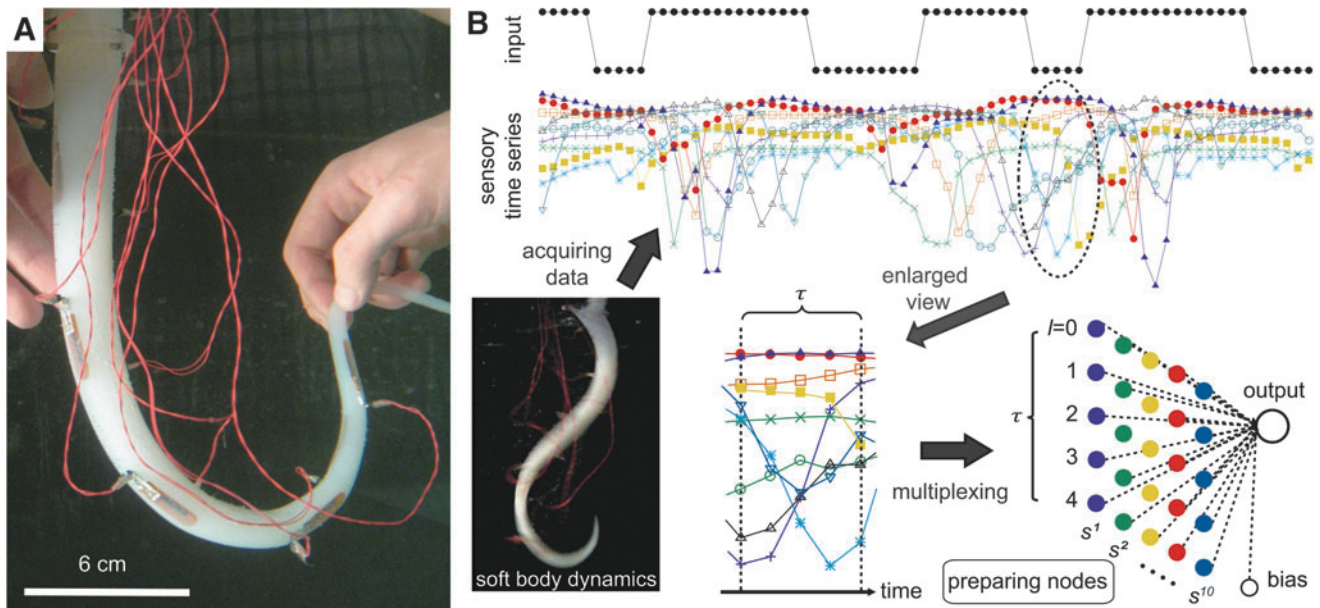 A
6 cm
B
input
sensory
time series
acquiring
data
enlarged
view
soft body dynamics
τ
time
multiplexing
preparing nodes
τ
l=0
1
2
3
4
s¹
s²
s¹⁰
output
bias